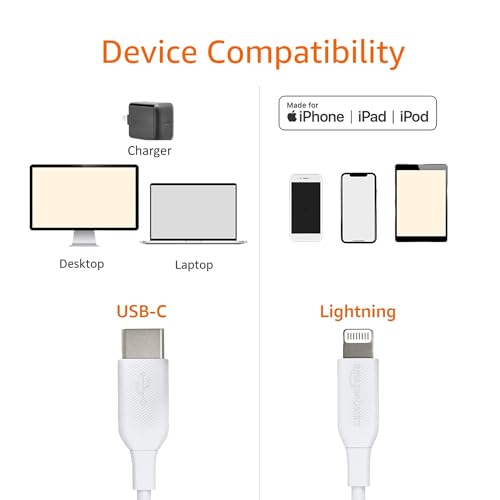 Device Compatibility
Charger
Desktop
Laptop
Made for
iPhone | iPad | iPod
USB-C
Lightning